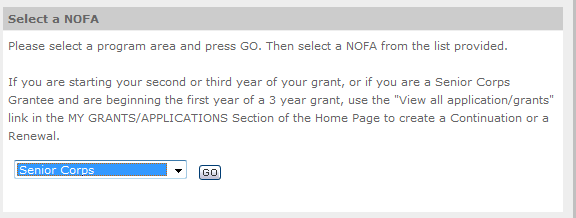 Select a NOFA
Please select a program area and press GO. Then select a NOFA from the list provided.
If you are starting your second or third year of your grant, or if you are a Senior Corps
Grantee and are beginning the first year of a 3 year grant, use the "View all application/grants"
link in the MY GRANTS/APPLICATIONS Section of the Home Page to create a Continuation or a
Renewal.
Senior Corps
GO